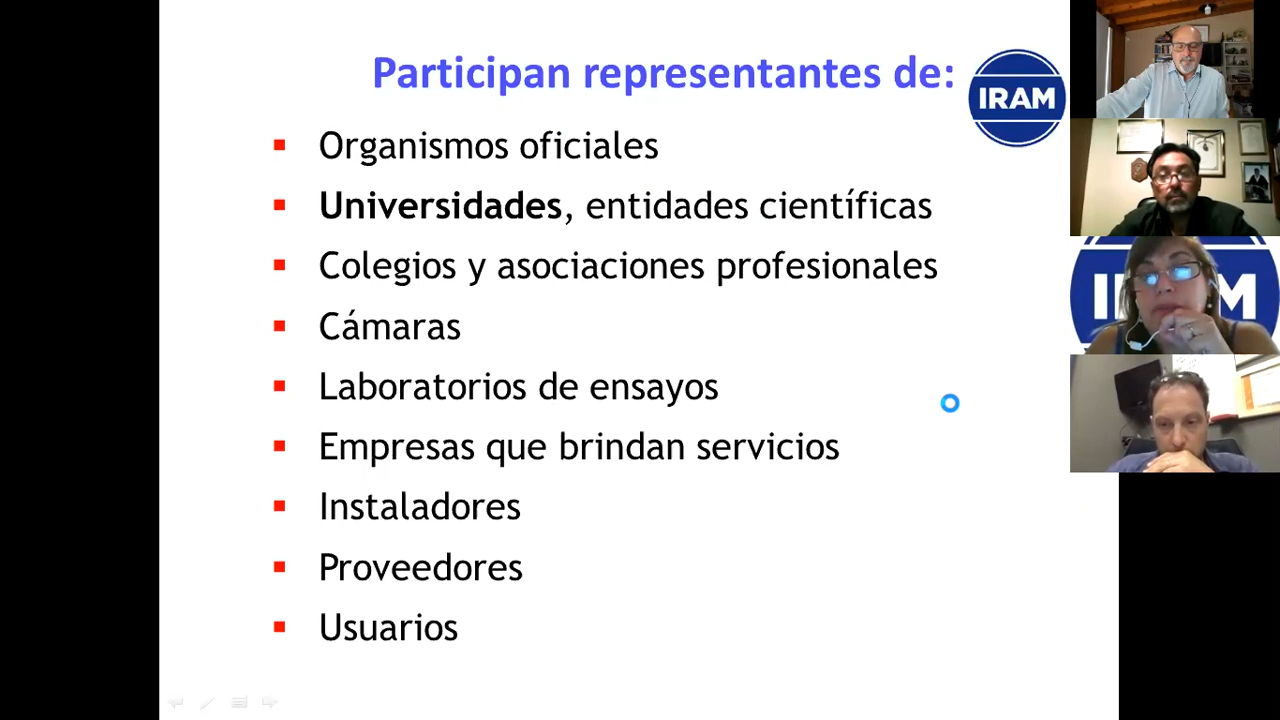 Participan representantes de:
IRAM
Organismos oficiales
Universidades, entidades científicas
Colegios y asociaciones profesionales
Cámaras
Laboratorios de ensayos
Empresas que brindan servicios
Instaladores
Proveedores
Usuarios